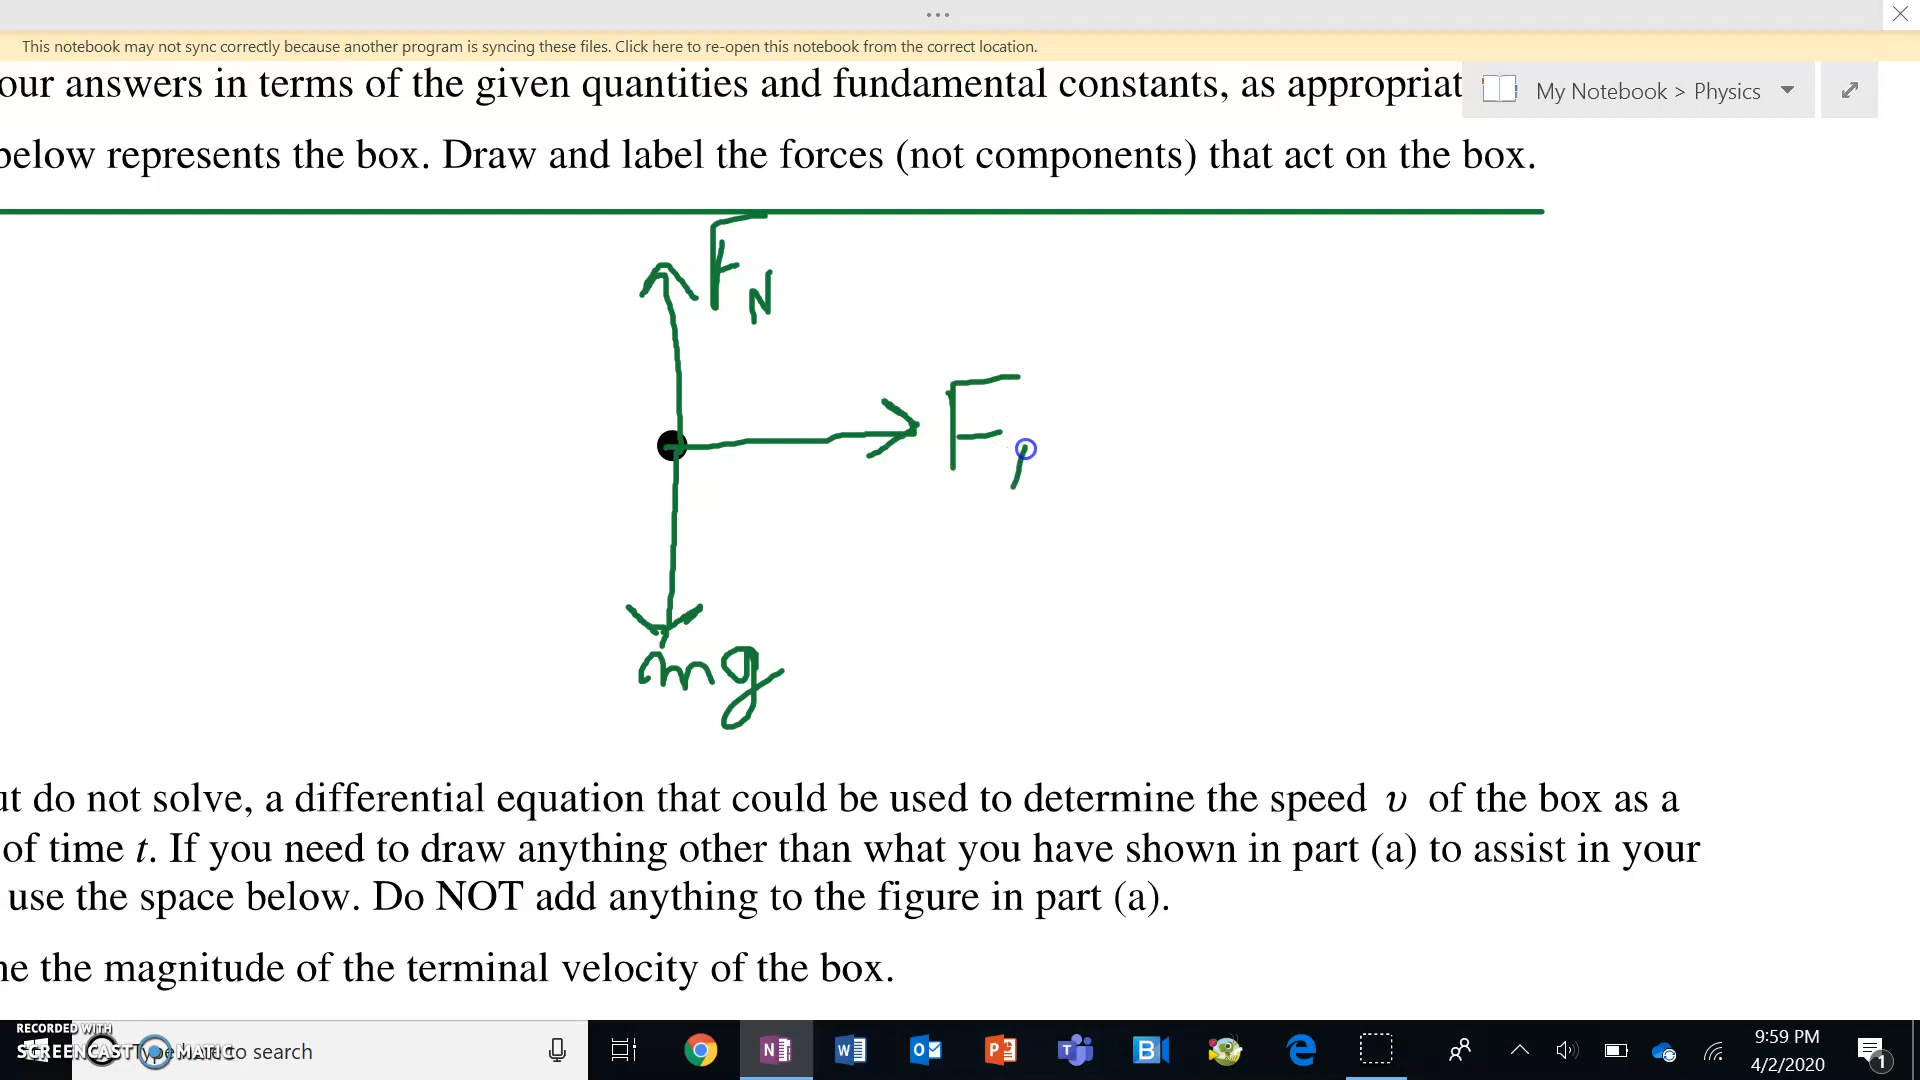 This notebook may not sync correctly because another program is syncing these files. Click here to re-open this notebook from the correct location.
our answers in terms of the given quantities and fundamental constants, as appropriat
My Notebook > Physics
below represents the box. Draw and label the forces (not components) that act on the box.
FN
F
mg
ut do not solve, a differential equation that could be used to determine the speed υ of the box as a
of time t. If you need to draw anything other than what you have shown in part (a) to assist in your
use the space below. Do NOT add anything to the figure in part (a).
ne the magnitude of the terminal velocity of the box.
RECORDED WITH
SCREENCAST MATIC
Type here to search
9:59 PM
4/2/2020
1